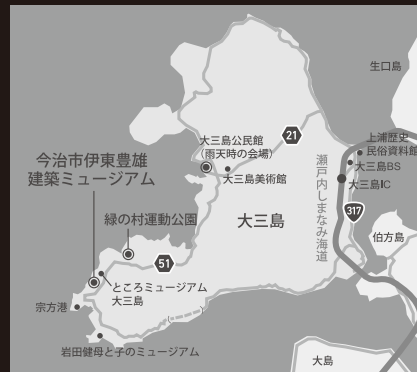 生口島
21
上浦歴史
民俗資料館
大三島公民館
（雨天時の会場）
大三島BS
大三島美術館
大三島IC
今治市伊東豊雄
建築ミュージアム
瀬戸内しまなみ海道
317
緑の村運動公園
大三島
伯方島
51
ところミュージアム
大三島
宗方港
岩田健母と子のミュージアム
大島